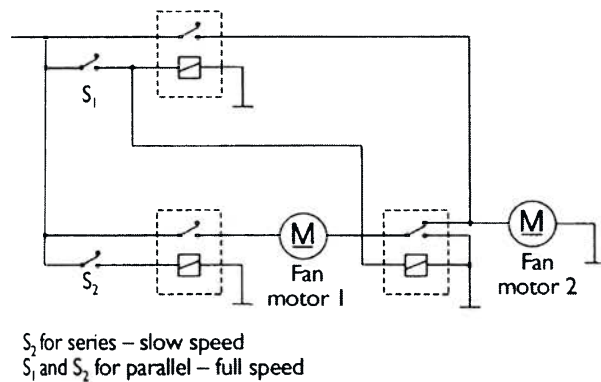 S₁
M
Fan
motor 1
M
Fan
motor 2
S₂
S₂ for series – slow speed
S₁ and S₂ for parallel – full speed